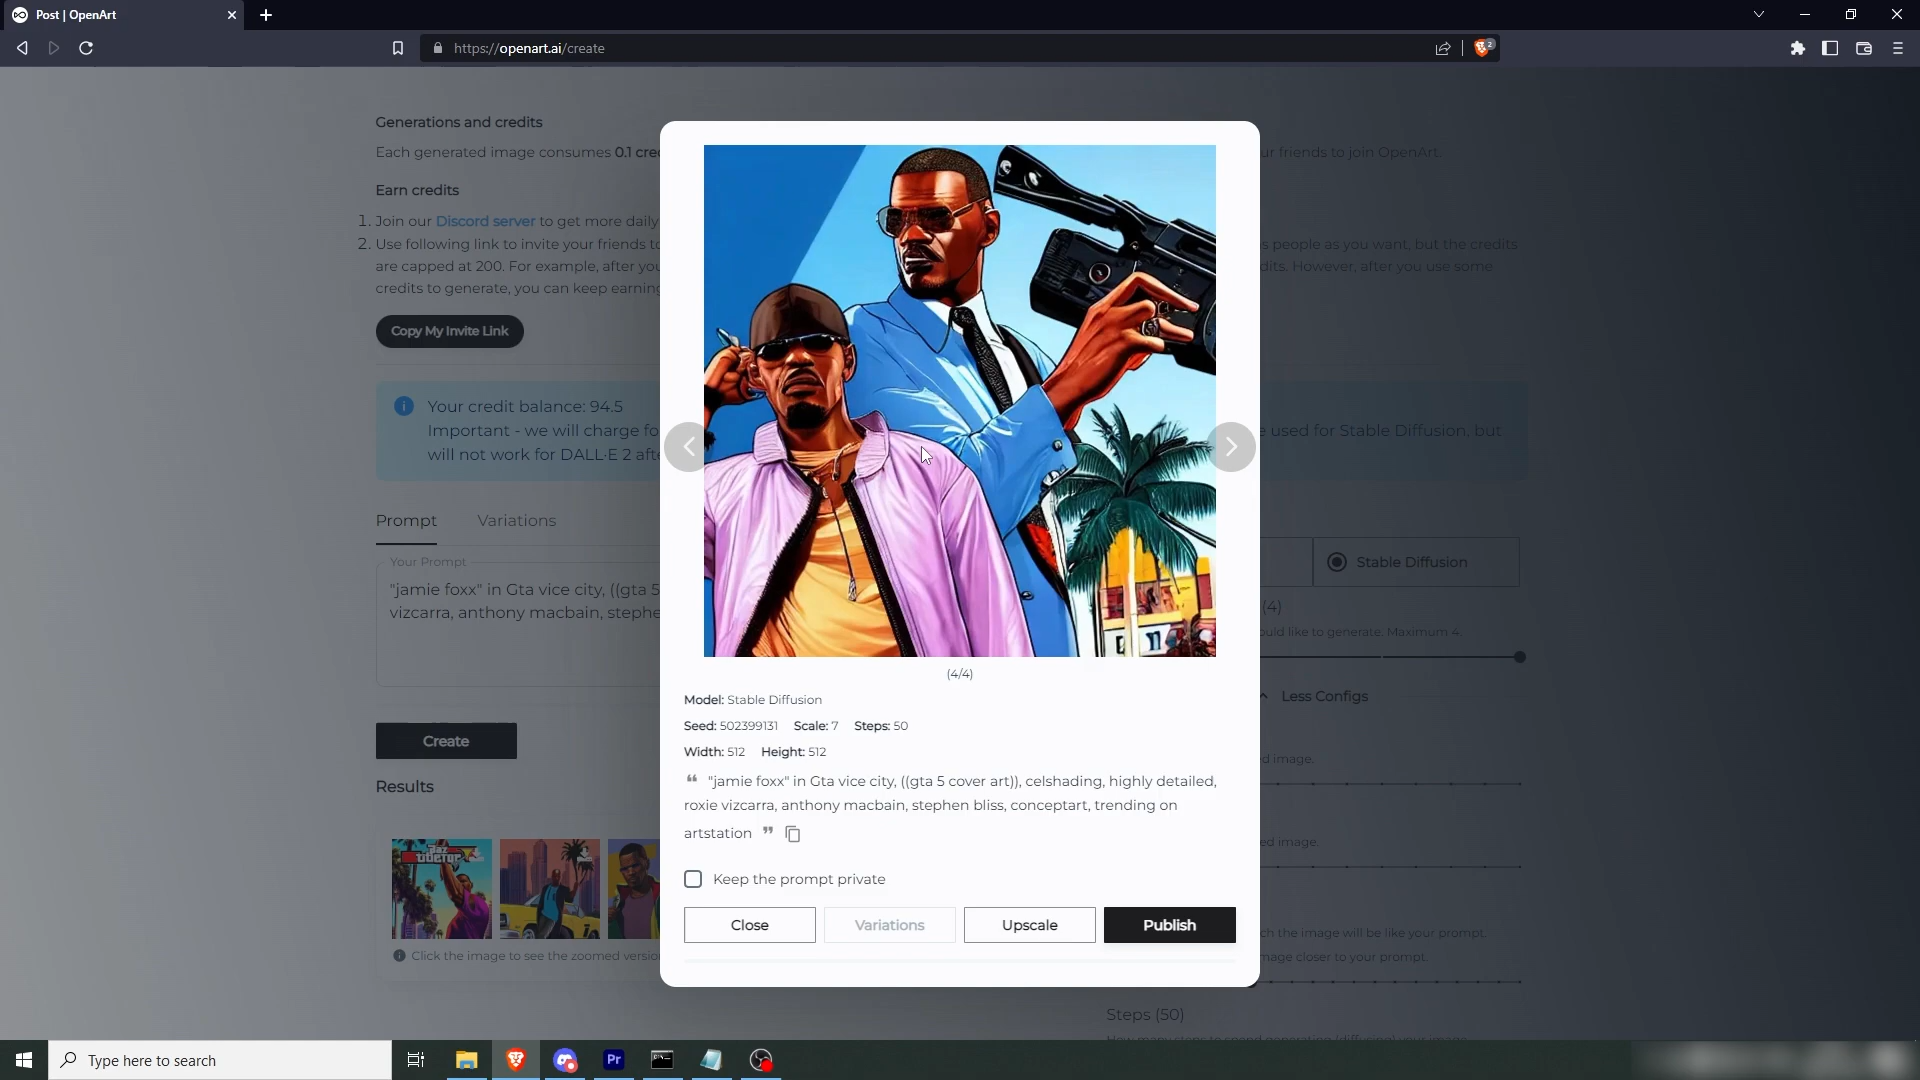 Post | OpenArt
https://openart.ai/create
2
Generations and credits
Each generated image consumes 0.1
ur friends to join OpenArt.
Earn credits
1. Join our Discord server to get more daily
2. Use following link to invite your friends to
s people as you want, but the credits
are capped at 200. For example, after you
dits. However, after you use some
credits to generate, you can keep earning
Copy My Invite Link
Your credit balance: 94.5
Important - we will charge fo
e used for Stable Diffusion, but
will not work for DALL·E 2 afte
Prompt
Variations
Your Prompt
"jamie foxx" in Gta vice city, ((gta 5
vizcarra, anthony macbain, stephe
Stable Diffusion
(4)
ould like to generate. Maximum 4.
Less Configs
ed image.
ed image.
ch the image will be like your prompt.
mage closer to your prompt.
Steps (50)
Create
Results
Click the image to see the zoomed versio
(4/4)
Model: Stable Diffusion
Seed: 502399131 Scale: 7 Steps: 50
Width: 512 Height: 512
❝ "jamie foxx" in Gta vice city, ((gta 5 cover art)), celshading, highly detailed,
roxie vizcarra, anthony macbain, stephen bliss, conceptart, trending on
artstation ❞
Keep the prompt private
Close
Variations
Upscale
Publish
Type here to search
Pr